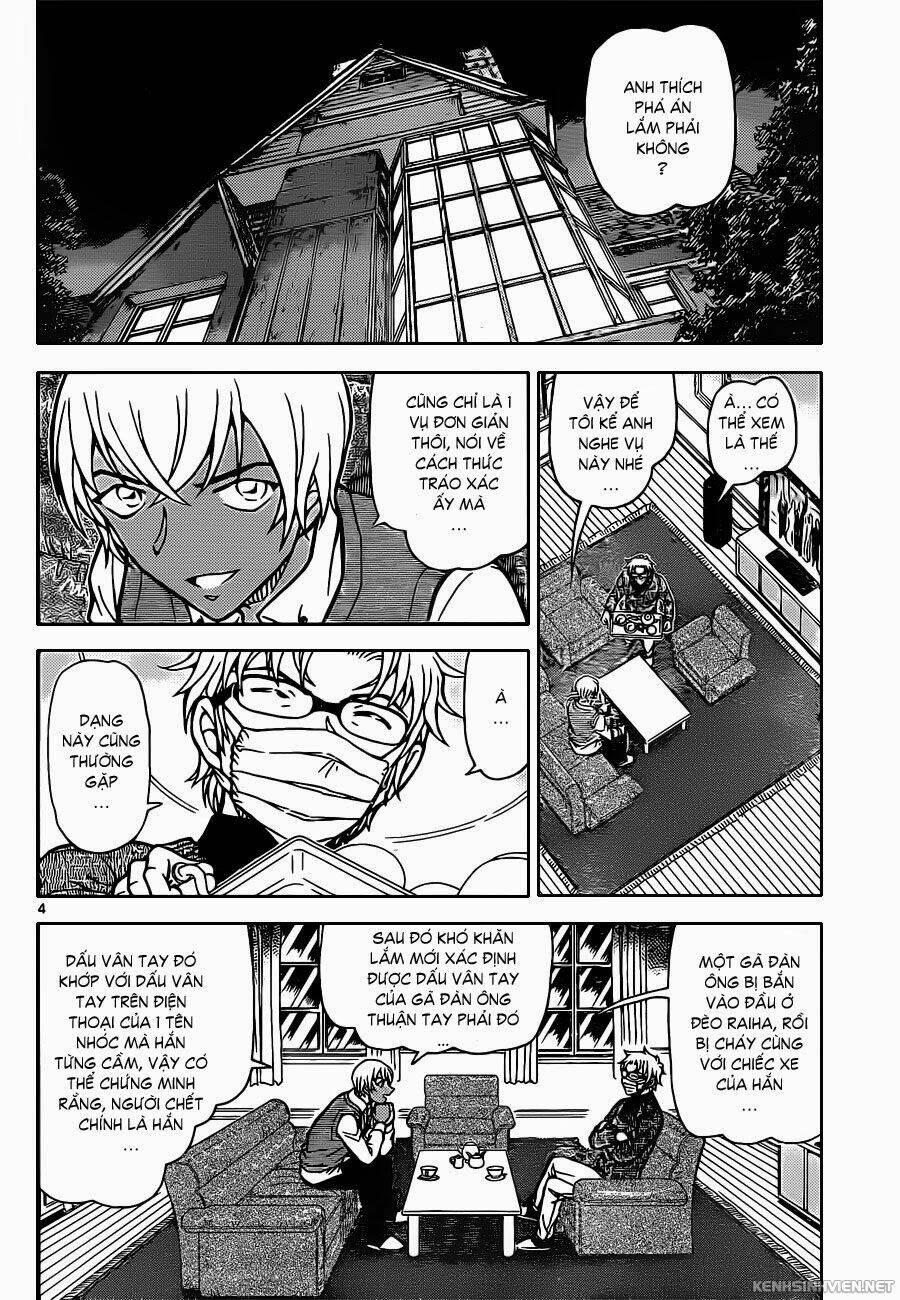 ANH THÍCH
PHÁ ÁN
LẮM PHẢI
KHÔNG
?
À... CÓ
THỂ XEM
LÀ THẾ
...
VẬY ĐỂ
TÔI KỂ ANH
NGHE VỤ
NÀY NHÉ
...
CŨNG CHỈ LÀ 1
VỤ ĐƠN GIẢN
THÔI, NÓI VỀ
CÁCH THỨC
TRÁO XÁC
ẤY MÀ
...
À
...
DẠNG
NÀY CŨNG
THƯỜNG
GẶP
...
4
MỘT GÃ ĐÀN
ÔNG BỊ BẮN
VÀO ĐẦU Ở
ĐÈO RAIHA, RỒI
BỊ CHÁY CÙNG
VỚI CHIẾC XE
CỦA HẮN
...
SAU ĐÓ KHÓ KHĂN
LẮM MỚI XÁC ĐỊNH
ĐƯỢC DẤU VÂN TAY
CỦA GÃ ĐÀN ÔNG
THUẬN TAY PHẢI ĐÓ
...
DẤU VÂN TAY ĐÓ
KHỚP VỚI DẤU VÂN
TAY TRÊN ĐIỆN
THOẠI CỦA 1 TÊN
NHÓC MÀ HẮN
TỪNG CẦM, VẬY CÓ
THỂ CHỨNG MINH
RẰNG, NGƯỜI CHẾT
CHÍNH LÀ HẮN
...
KENHSINHVIEN.NET